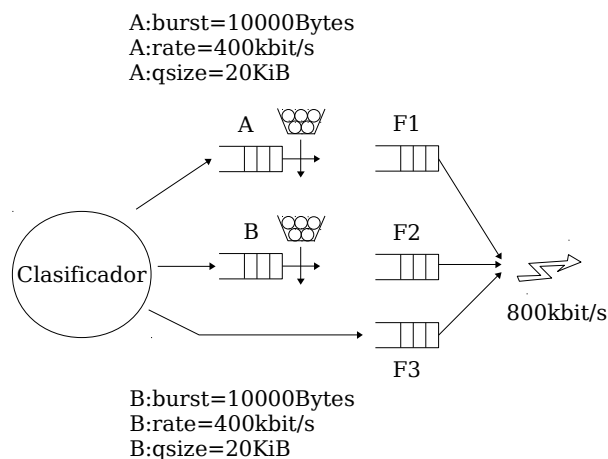 A:burst=10000Bytes
A:rate=400kbit/s
A:qsize=20KiB
A
F1
B
F2
Clasificador
800kbit/s
F3
B:burst=10000Bytes
B:rate=400kbit/s
B:qsize=20KiB